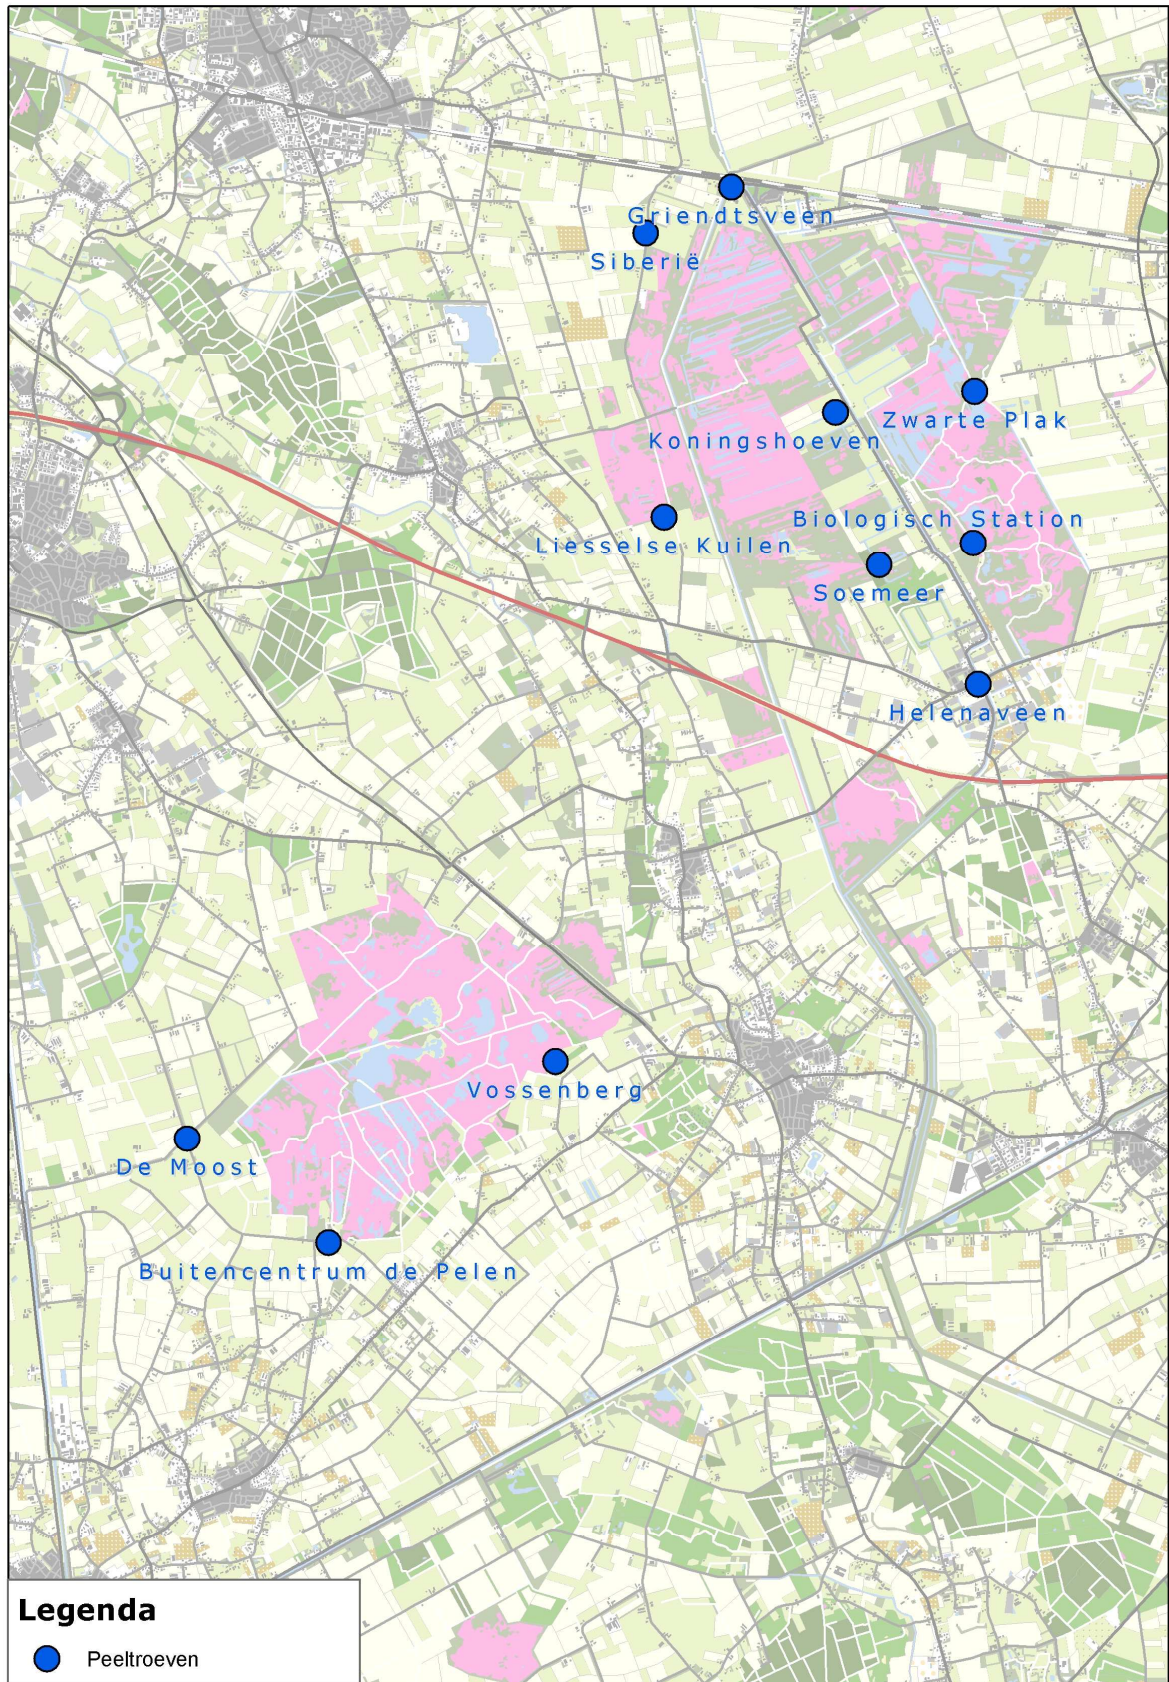 Griendtsveen
Siberië
Zwarte Plak
Koningshoeven
Biologisch Station
Liesselse Kuilen
Soemeer
Helenaveen
Vossenberg
De Moost
Buitencentrum de Pelen
Legenda
Peeltroeven